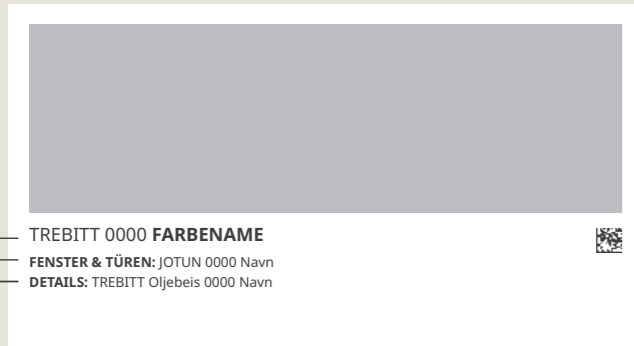 TREBITT 0000 FARBENAME
FENSTER & TÜREN: JOTUN 0000 Navn
DETAILS: TREBITT Oljebeis 0000 Navn